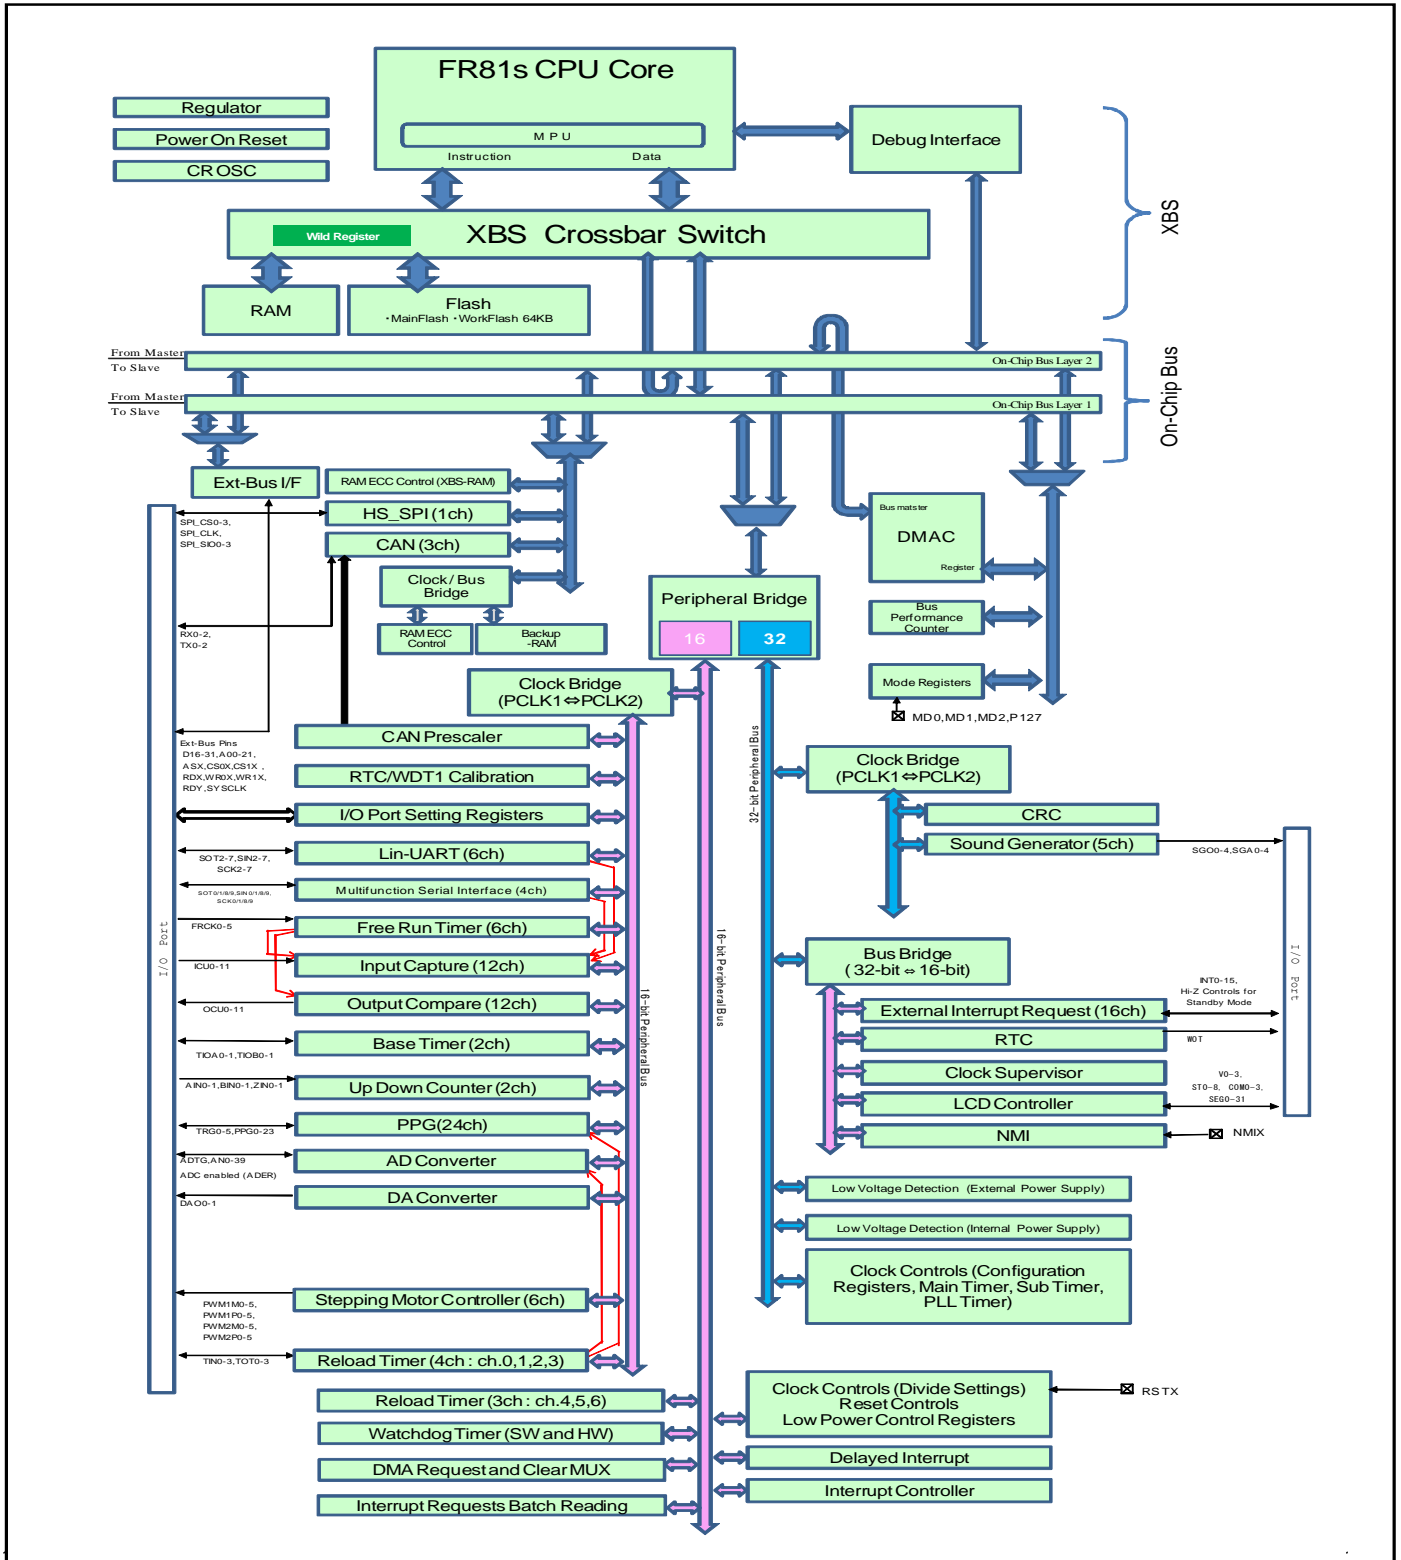 FR81s CPU Core
MPU
Instruction
Data
Regulator
Power On Reset
CR OSC
Debug Interface
XBS
Wild Register
XBS Crossbar Switch
RAM
Flash
・MainFlash ・WorkFlash 64KB
From Master
To Slave
On-Chip Bus Layer 2
From Master
To Slave
On-Chip Bus Layer 1
On-Chip Bus
Ext-Bus I/F
RAM ECC Control (XBS-RAM)
HS_SPI (1ch)
SPI_CS0-3,
SPI_CLK,
SPI_SIO0-3
CAN (3ch)
Clock / Bus
Bridge
RAM ECC
Control
Backup
-RAM
RX0-2,
TX0-2
Bus matster
DMAC
Register
Bus
Performance
Counter
Mode Registers
MD0,MD1,MD2,P127
Peripheral Bridge
16
32
Clock Bridge
(PCLK1⇔PCLK2)
CAN Prescaler
Ext-Bus Pins
D16-31,A00-21,
ASX,CS0X,CS1X ,
RDX,WR0X,WR1X,
RDY,SYSCLK
RTC/WDT1 Calibration
I/O Port Setting Registers
Lin-UART (6ch)
SOT2-7,SIN2-7,
SCK2-7
Multifunction Serial Interface (4ch)
SOT0/1/8/9,SIN0/1/8/9,
SCK0/1/8/9
Free Run Timer (6ch)
FRCK0-5
Input Capture (12ch)
ICU0-11
Output Compare (12ch)
OCU0-11
Base Timer (2ch)
TIOA0-1,TIOB0-1
Up Down Counter (2ch)
AIN0-1,BIN0-1,ZIN0-1
PPG(24ch)
TRG0-5,PPG0-23
AD Converter
ADTG,AN0-39
ADC enabled (ADER)
DA Converter
DAO0-1
Stepping Motor Controller (6ch)
PWM1M0-5,
PWM1P0-5,
PWM2M0-5,
PWM2P0-5
Reload Timer (4ch : ch.0,1,2,3)
TIN0-3,TOT0-3
I/O Port
16-bit Peripheral Bus
16-bit Peripheral Bus
32-bit Peripheral Bus
Reload Timer (3ch : ch.4,5,6)
Watchdog Timer (SW and HW)
DMA Request and Clear MUX
Interrupt Requests Batch Reading
Clock Bridge
(PCLK1⇔PCLK2)
CRC
Sound Generator (5ch)
SGO0-4,SGA0-4
I/O Port
Bus Bridge
(32-bit ⇔ 16-bit)
External Interrupt Request (16ch)
INT0-15,
Hi-Z Controls for
Standby Mode
RTC
WOT
Clock Supervisor
LCD Controller
V0-3,
ST0-8, COM0-3,
SEG0-31
NMI
NMIX
Low Voltage Detection (External Power Supply)
Low Voltage Detection (Internal Power Supply)
Clock Controls (Configuration
Registers, Main Timer, Sub Timer,
PLL Timer)
Clock Controls (Divide Settings)
Reset Controls
Low Power Control Registers
RSTX
Delayed Interrupt
Interrupt Controller